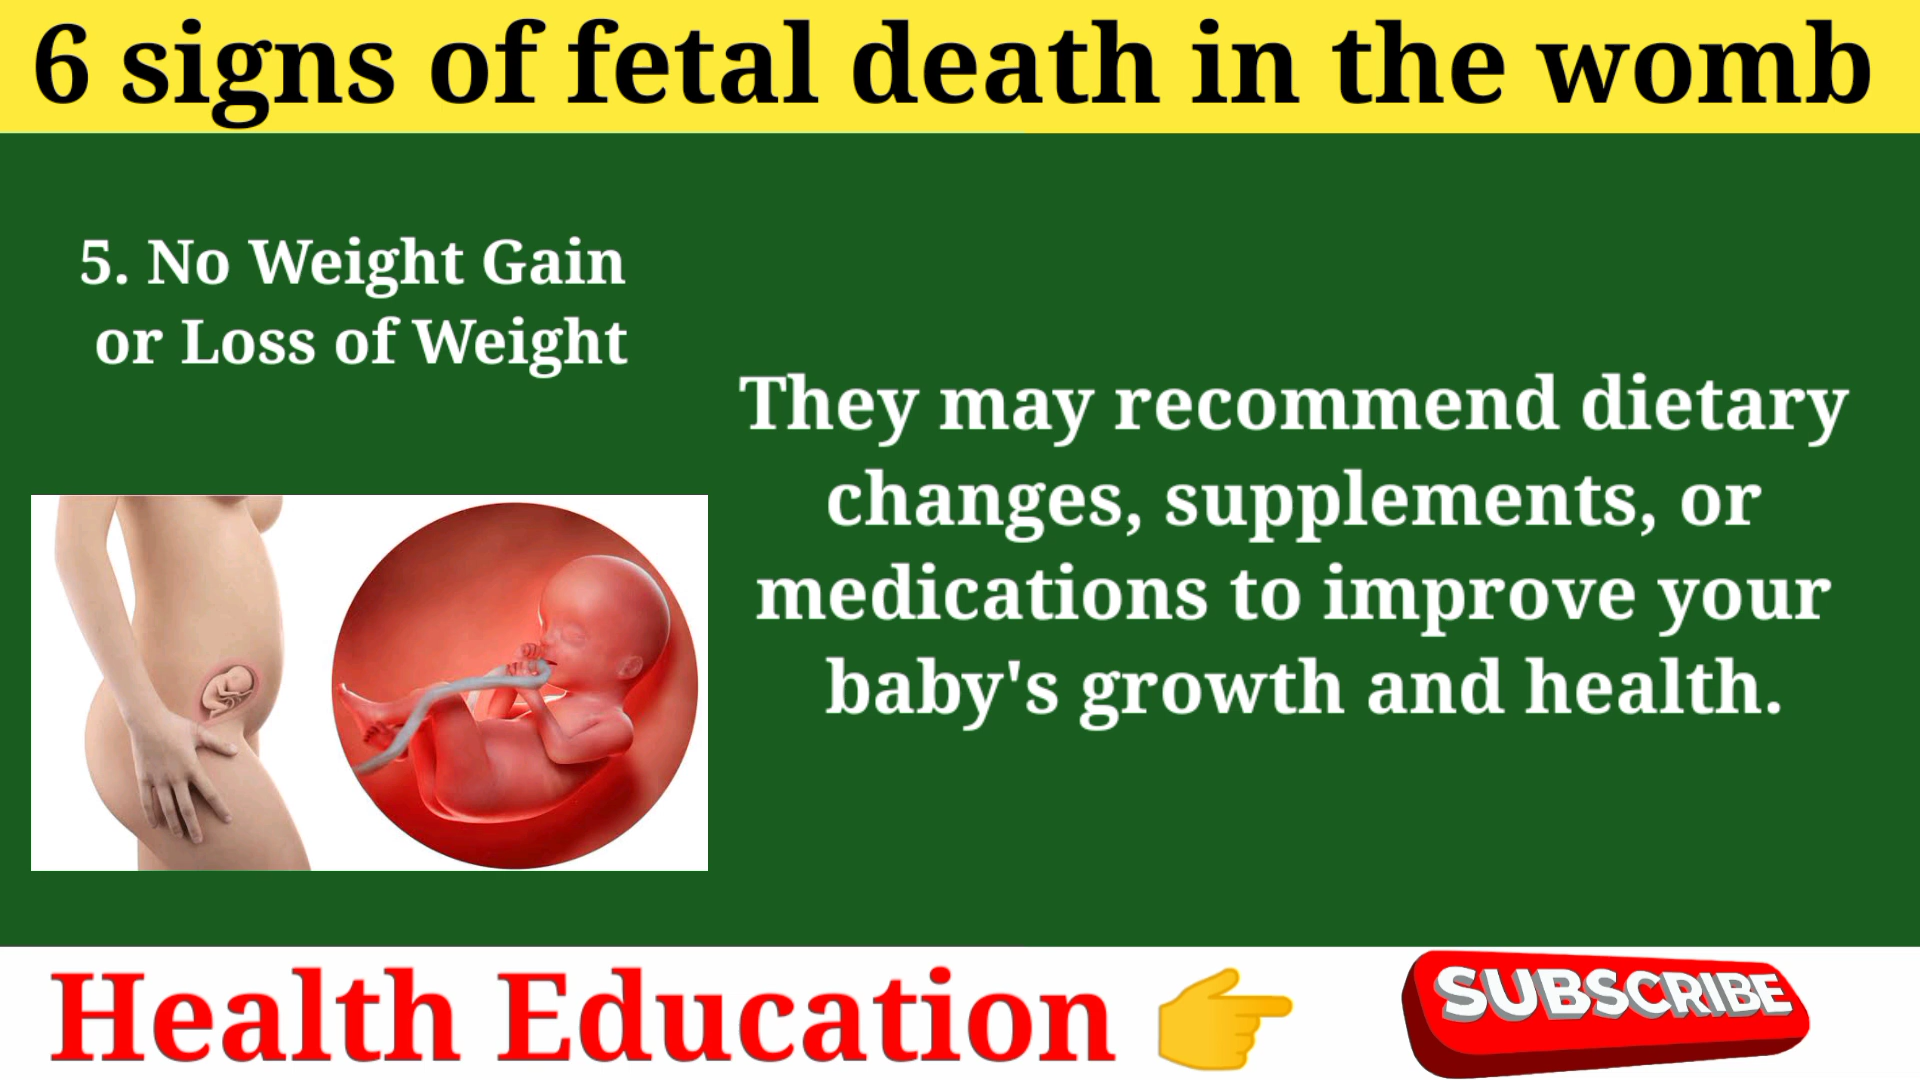 6 signs of fetal death in the womb
5. No Weight Gain
or Loss of Weight
They may recommend dietary
changes, supplements, or
medications to improve your
baby's growth and health.
Health Education
SUBSCRIBE